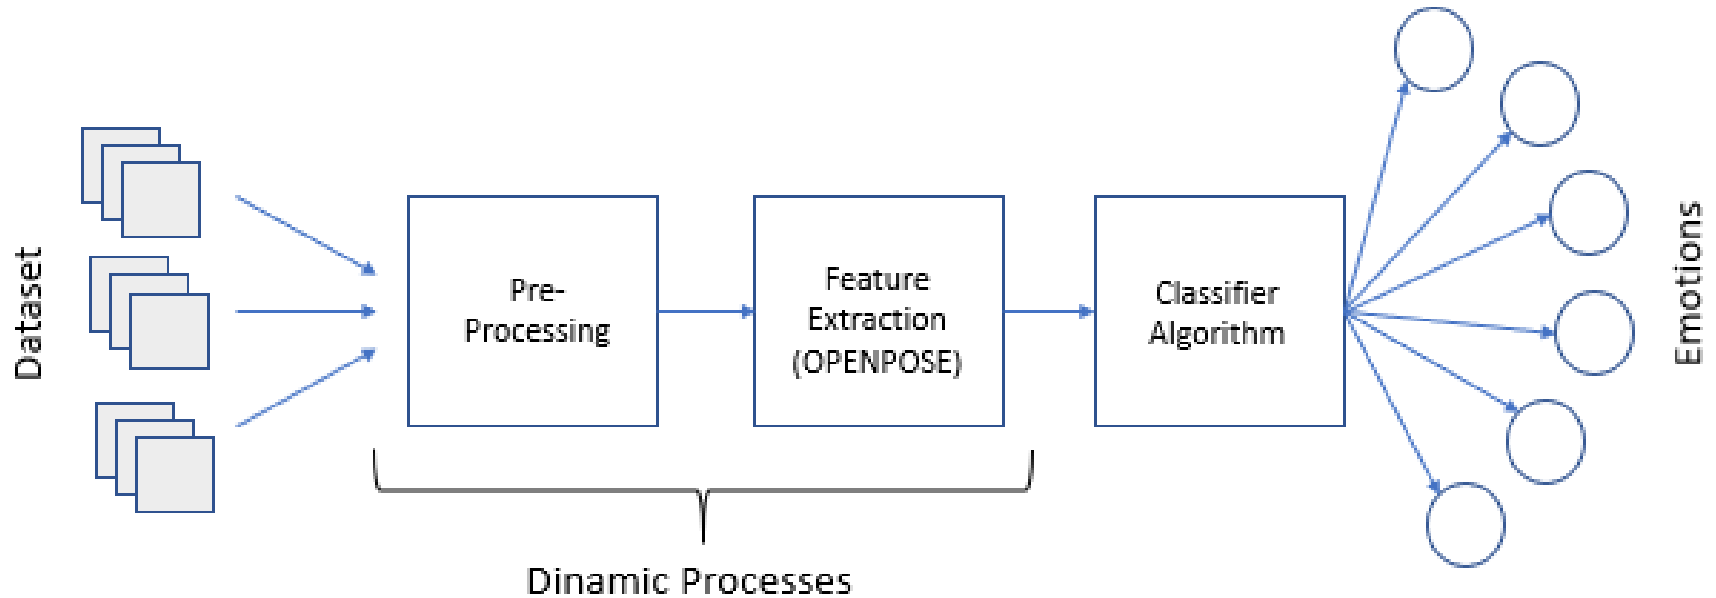 Dataset
Pre-
Processing
Feature
Extraction
(OPENPOSE)
Classifier
Algorithm
Emotions
Dinamic Processes